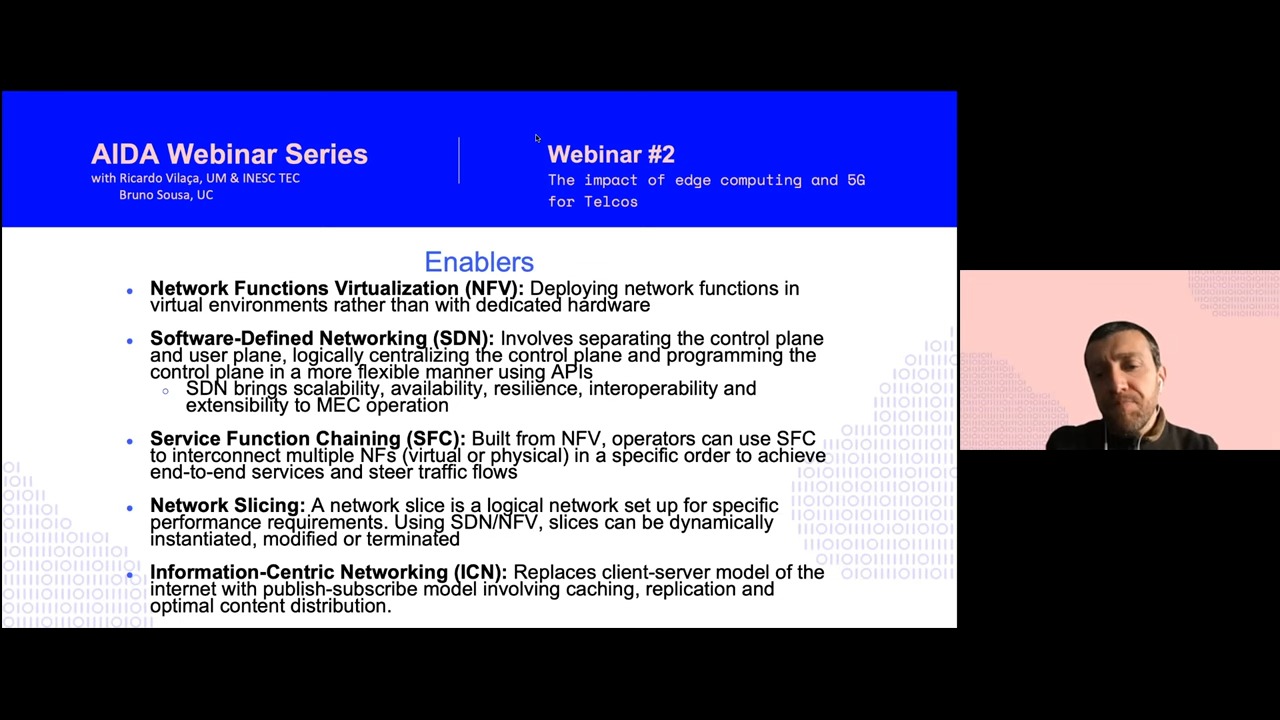 AIDA Webinar Series
with Ricardo Vilaça, UM & INESC TEC
Bruno Sousa, UC
Webinar #2
The impact of edge computing and 5G
for Telcos
Enablers
• Network Functions Virtualization (NFV): Deploying network functions in
virtual environments rather than with dedicated hardware
• Software-Defined Networking (SDN): Involves separating the control plane
and user plane, logically centralizing the control plane and programming the
control plane in a more flexible manner using APIs
○ SDN brings scalability, availability, resilience, interoperability and
extensibility to MEC operation
• Service Function Chaining (SFC): Built from NFV, operators can use SFC
to interconnect multiple NFs (virtual or physical) in a specific order to achieve
end-to-end services and steer traffic flows
• Network Slicing: A network slice is a logical network set up for specific
performance requirements. Using SDN/NFV, slices can be dynamically
instantiated, modified or terminated
• Information-Centric Networking (ICN): Replaces client-server model of the
internet with publish-subscribe model involving caching, replication and
optimal content distribution.